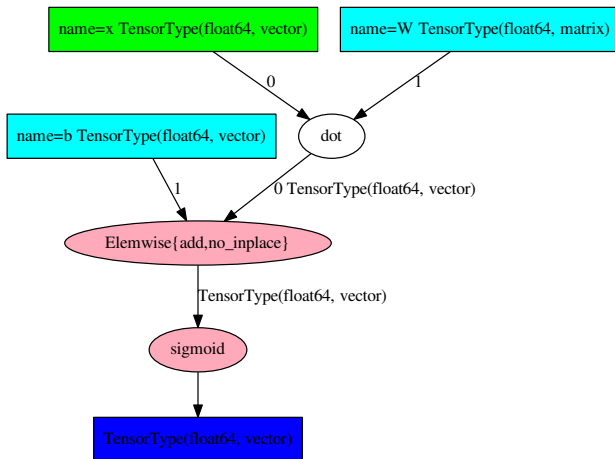 name=x TensorType(float64, vector)
name=W TensorType(float64, matrix)
0
1
name=b TensorType(float64, vector)
dot
1
0 TensorType(float64, vector)
Elemwise{add,no_inplace}
TensorType(float64, vector)
sigmoid
TensorType(float64, vector)